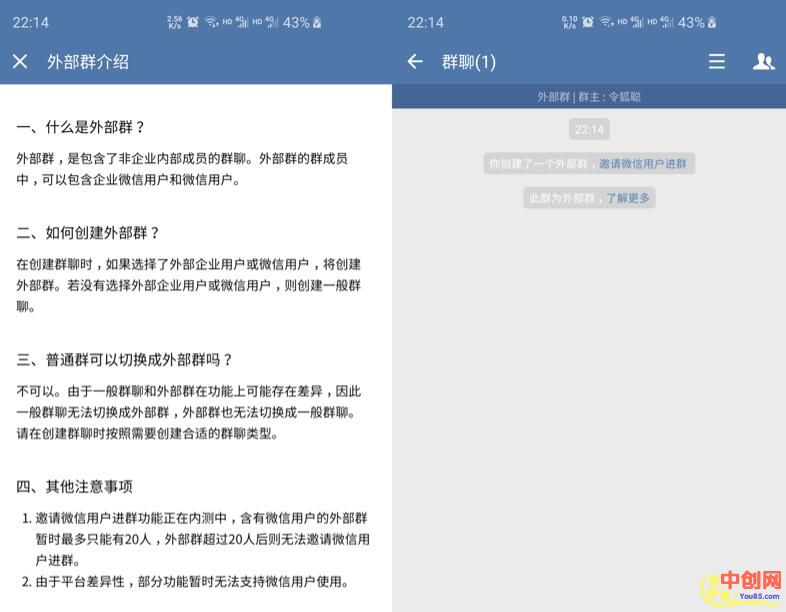 22:14
2.56 K/s
HD 4G HD 4G 43%
外部群介绍
一、什么是外部群？
外部群，是包含了非企业内部成员的群聊。外部群的群成员
中，可以包含企业微信用户和微信用户。
二、如何创建外部群？
在创建群聊时，如果选择了外部企业用户或微信用户，将创建
外部群。若没有选择外部企业用户或微信用户，则创建一般群
聊。
三、普通群可以切换成外部群吗？
不可以。由于一般群聊和外部群在功能上可能存在差异，因此
一般群聊无法切换成外部群，外部群也无法切换成一般群聊。
请在创建群聊时按照需要创建合适的群聊类型。
四、其他注意事项
1. 邀请微信用户进群功能正在内测中，含有微信用户的外部群
暂时最多只能有20人，外部群超过20人后则无法邀请微信用
户进群。
2. 由于平台差异性，部分功能暂时无法支持微信用户使用。
22:14
0.10 K/s
HD 4G HD 4G 43%
群聊(1)
外部群 | 群主 : 令狐聪
22:14
你创建了一个外部群，邀请微信用户进群
此群为外部群，了解更多
中创网
You85.com